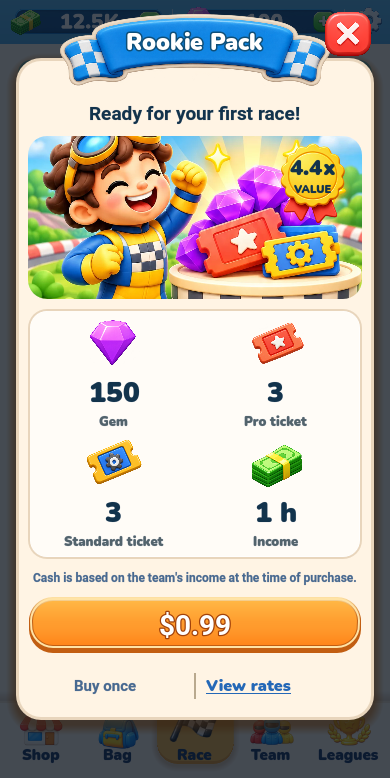 12.5K
Rookie Pack
Ready for your first race!
4.4x
VALUE
150
Gem
3
Pro ticket
3
Standard ticket
1 h
Income
Cash is based on the team's income at the time of purchase.
$0.99
Buy once
View rates
Shop
Bag
Race
Team
Leagues